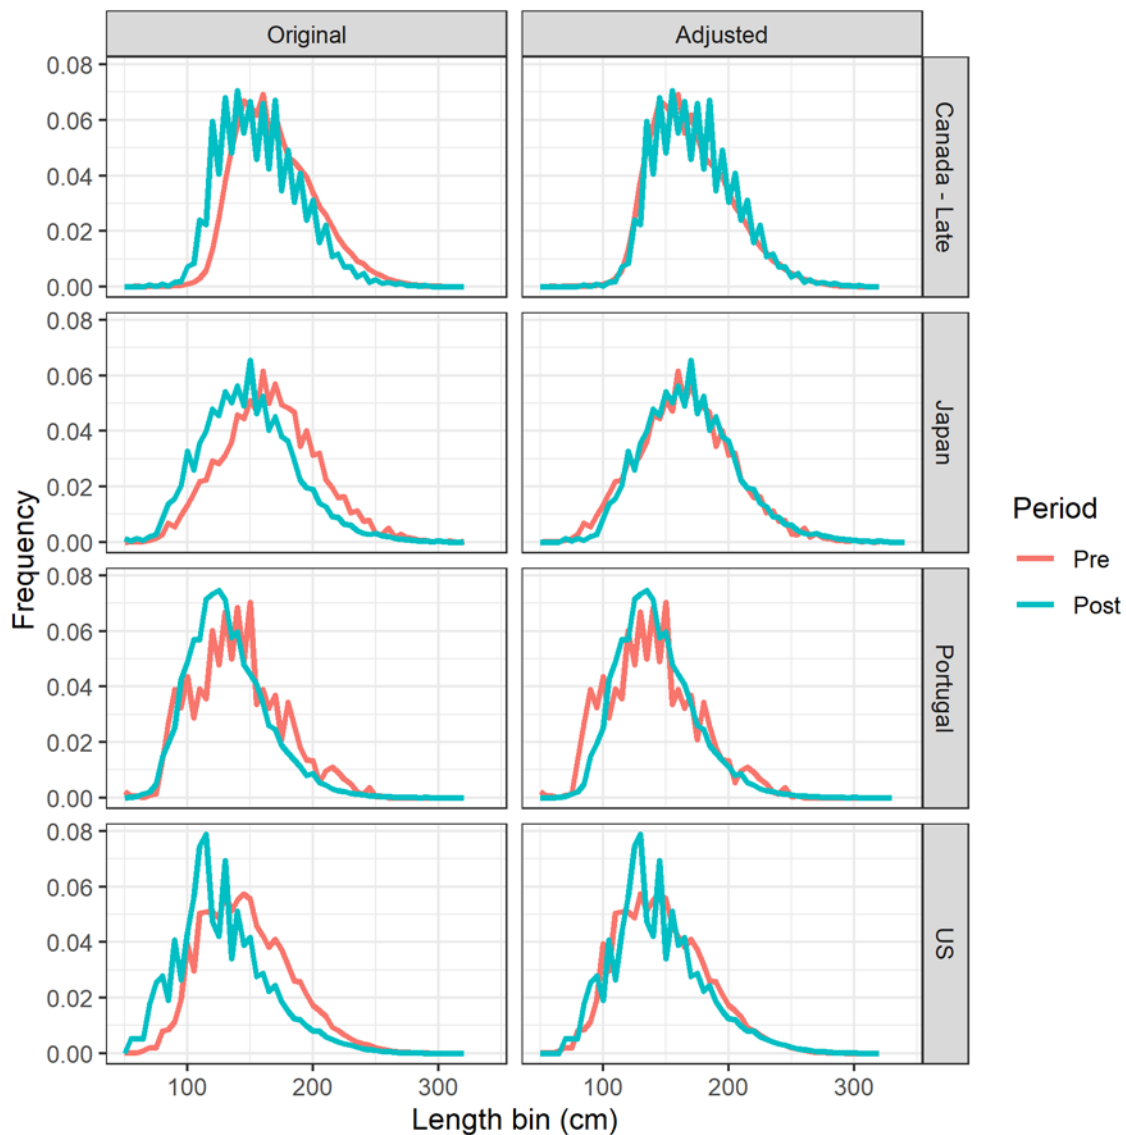 Original Adjusted
0.08
0.06
0.04
0.02
0.00
Canada - Late
0.08
0.06
0.04
0.02
0.00
Japan
0.08
0.06
0.04
0.02
0.00
Portugal
0.08
0.06
0.04
0.02
0.00
US
100 200 300 100 200 300
Length bin (cm)
Frequency
Period
Pre
Post